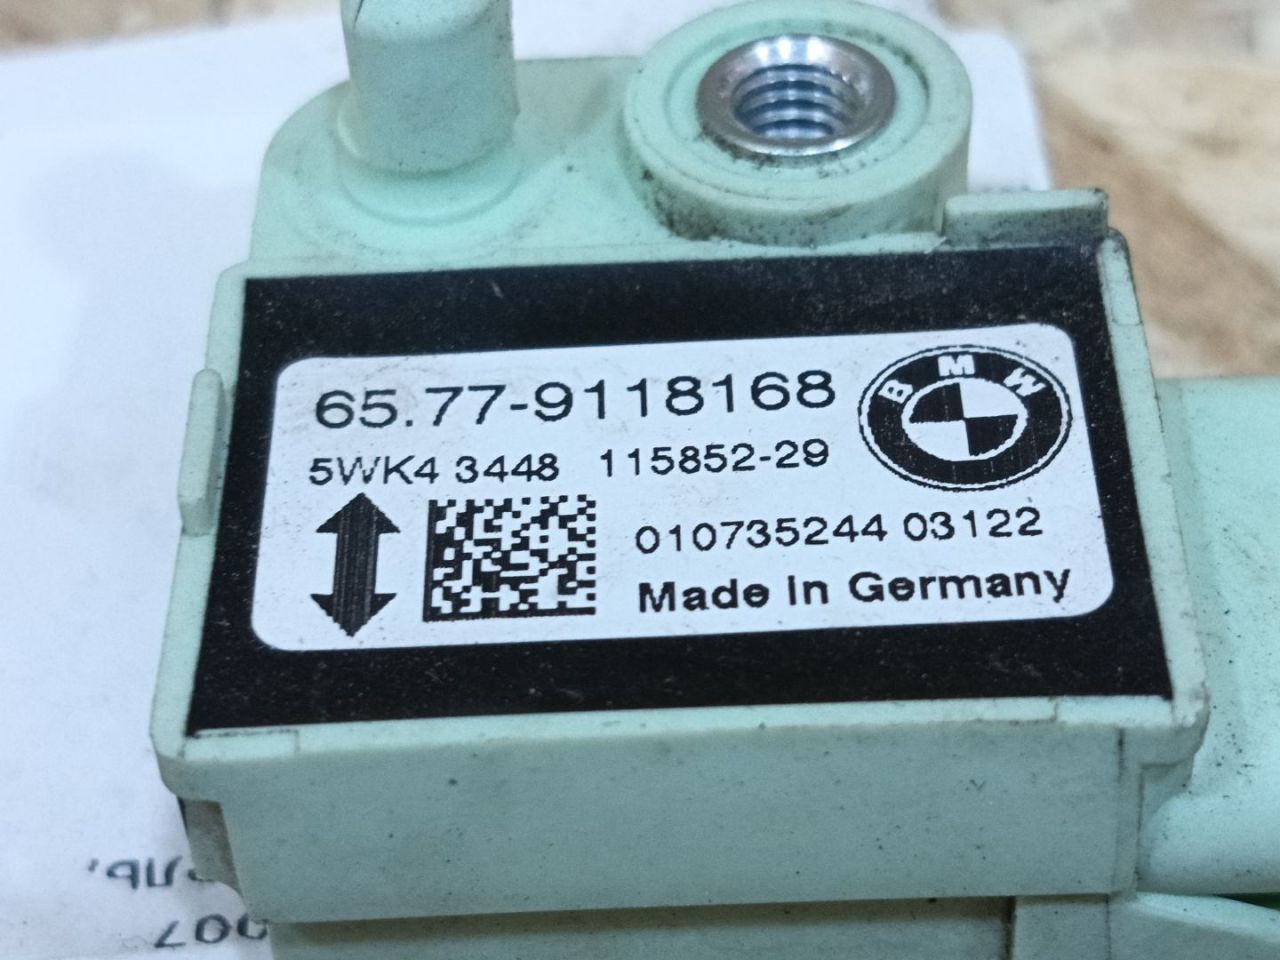 65.77-9118168
BMW
5WK4 3448 115852-29
010735244 03122
Made In Germany